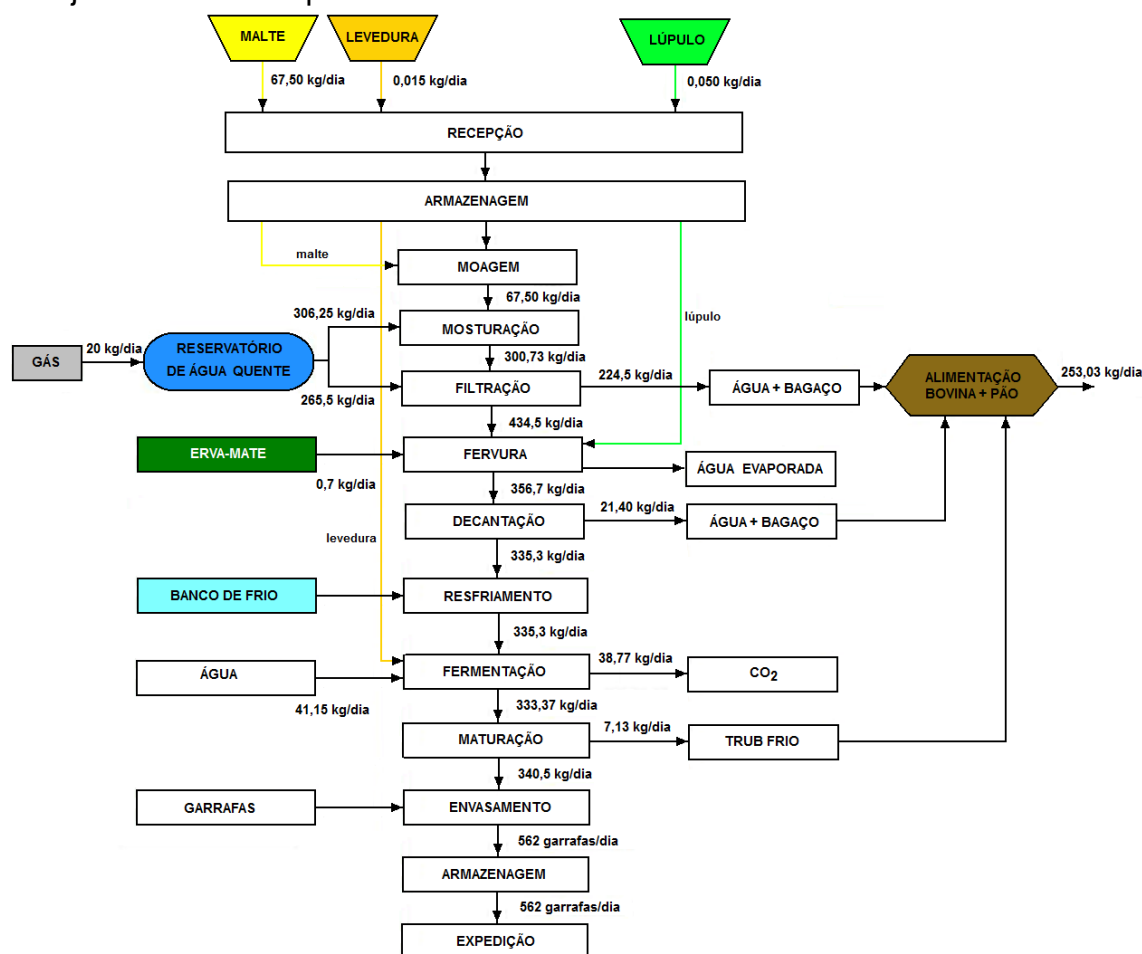 MALTE
LEVEDURA
LÚPULO
67,50 kg/dia
0,015 kg/dia
0,050 kg/dia
RECEPÇÃO
ARMAZENAGEM
malte
MOAGEM
67,50 kg/dia
306,25 kg/dia
lúpulo
MOSTURAÇÃO
GÁS
20 kg/dia
RESERVATÓRIO
DE ÁGUA QUENTE
300,73 kg/dia
265,5 kg/dia
FILTRAÇÃO
224,5 kg/dia
ÁGUA + BAGAÇO
ALIMENTAÇÃO
BOVINA + PÃO
253,03 kg/dia
434,5 kg/dia
ERVA-MATE
0,7 kg/dia
FERVURA
ÁGUA EVAPORADA
356,7 kg/dia
DECANTAÇÃO
21,40 kg/dia
ÁGUA + BAGAÇO
levedura
335,3 kg/dia
BANCO DE FRIO
RESFRIAMENTO
335,3 kg/dia
ÁGUA
41,15 kg/dia
FERMENTAÇÃO
38,77 kg/dia
CO2
333,37 kg/dia
MATURAÇÃO
7,13 kg/dia
TRUB FRIO
340,5 kg/dia
GARRAFAS
ENVASAMENTO
562 garrafas/dia
ARMAZENAGEM
562 garrafas/dia
EXPEDIÇÃO